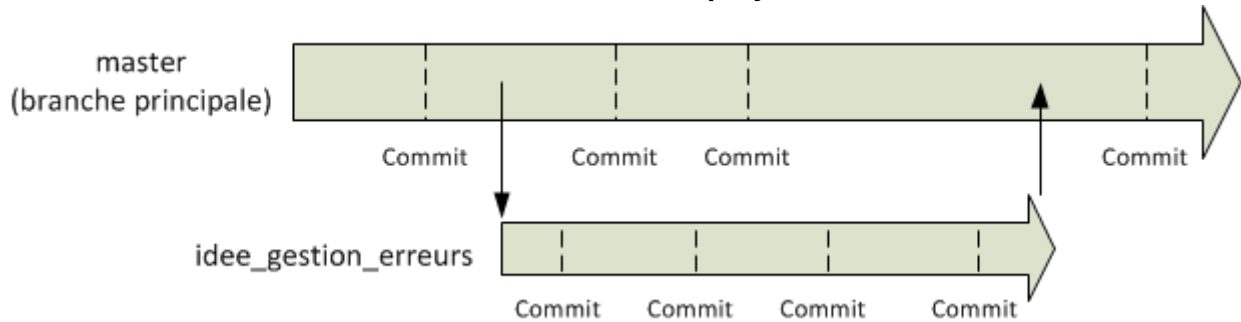 master
(branche principale)
Commit Commit Commit Commit
idee_gestion_erreurs
Commit Commit Commit Commit